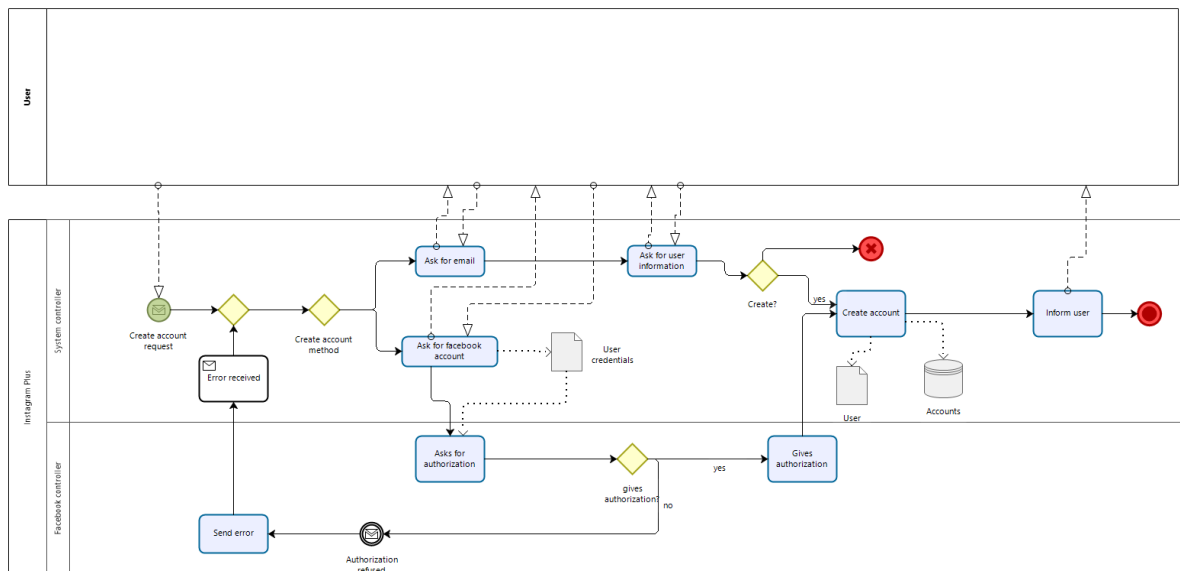 User
Instagram Plus
System controller
Facebook controller
Create account
request
Create account
method
Error received
Ask for email
Ask for facebook
account
User
credentials
Ask for user
information
Create?
yes
Create account
User
Accounts
Inform user
Asks for
authorization
gives
authorization?
yes
no
Gives
authorization
Send error
Authorization
refused